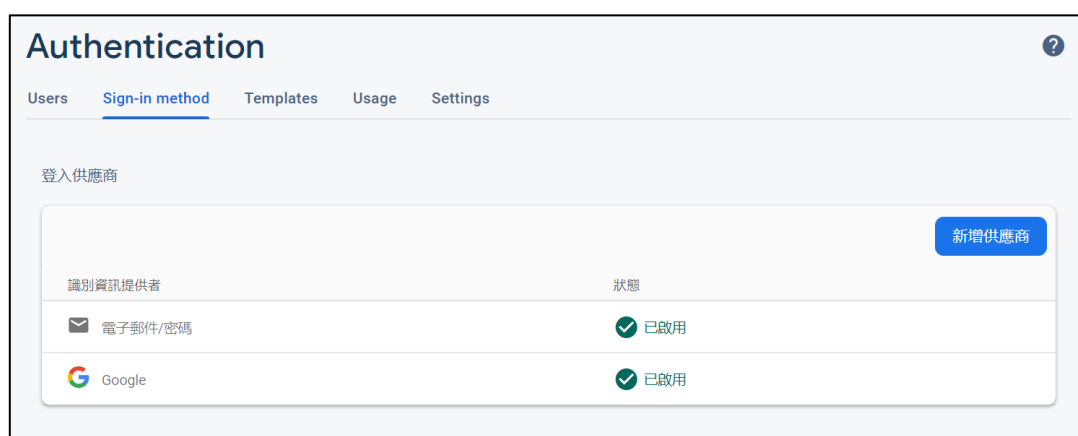 Authentication
Users Sign-in method Templates Usage Settings
登入供應商
新增供應商
識別資訊提供者 狀態
電子郵件/密碼 已啟用
Google 已啟用